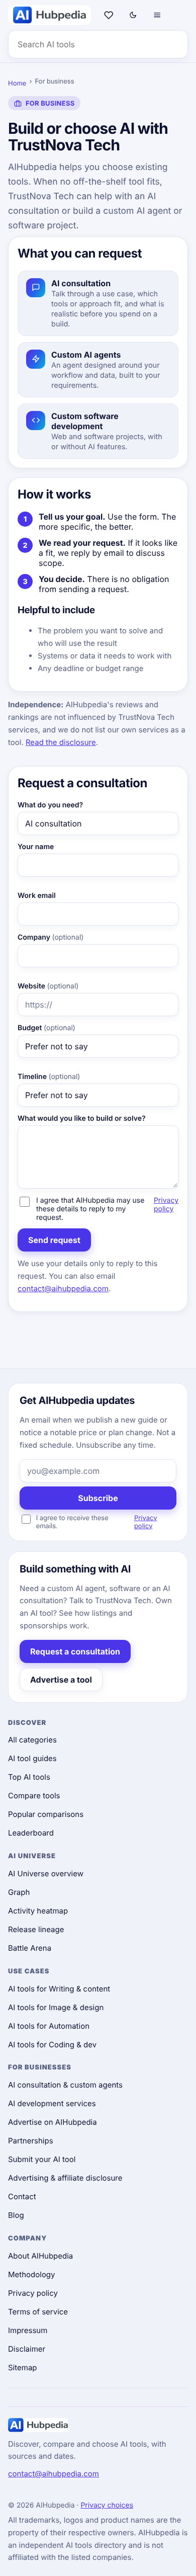 AI Hubpedia
Search AI tools
Home > For business
FOR BUSINESS
Build or choose AI with
TrustNova Tech
AIHubpedia helps you choose existing
tools. When no off-the-shelf tool fits,
TrustNova Tech can help with an AI
consultation or build a custom AI agent or
software project.
What you can request
AI consultation
Talk through a use case, which
tools or approach fit, and what is
realistic before you spend on a
build.
Custom AI agents
An agent designed around your
workflow and data, built to your
requirements.
Custom software
development
Web and software projects, with
or without AI features.
How it works
1 Tell us your goal. Use the form. The
more specific, the better.
2 We read your request. If it looks like
a fit, we reply by email to discuss
scope.
3 You decide. There is no obligation
from sending a request.
Helpful to include
• The problem you want to solve and
who will use the result
• Systems or data it needs to work with
• Any deadline or budget range
Independence: AIHubpedia's reviews and
rankings are not influenced by TrustNova Tech
services, and we do not list our own services as a
tool. Read the disclosure.
Request a consultation
What do you need?
AI consultation
Your name
Work email
Company (optional)
Website (optional)
https://
Budget (optional)
Prefer not to say
Timeline (optional)
Prefer not to say
What would you like to build or solve?
I agree that AIHubpedia may use
these details to reply to my
request.
Privacy
policy
Send request
We use your details only to reply to this
request. You can also email
contact@aihubpedia.com.
Get AIHubpedia updates
An email when we publish a new guide or
notice a notable price or plan change. Not a
fixed schedule. Unsubscribe any time.
you@example.com
Subscribe
I agree to receive these
emails.
Privacy
policy
Build something with AI
Need a custom AI agent, software or an AI
consultation? Talk to TrustNova Tech. Own
an AI tool? See how listings and
sponsorships work.
Request a consultation
Advertise a tool
DISCOVER
All categories
AI tool guides
Top AI tools
Compare tools
Popular comparisons
Leaderboard
AI UNIVERSE
AI Universe overview
Graph
Activity heatmap
Release lineage
Battle Arena
USE CASES
AI tools for Writing & content
AI tools for Image & design
AI tools for Automation
AI tools for Coding & dev
FOR BUSINESSES
AI consultation & custom agents
AI development services
Advertise on AIHubpedia
Partnerships
Submit your AI tool
Advertising & affiliate disclosure
Contact
Blog
COMPANY
About AIHubpedia
Methodology
Privacy policy
Terms of service
Impressum
Disclaimer
Sitemap
AI Hubpedia
Discover, compare and choose AI tools, with
sources and dates.
contact@aihubpedia.com
© 2026 AIHubpedia · Privacy choices
All trademarks, logos and product names are the
property of their respective owners. AIHubpedia is
an independent AI tools directory and is not
affiliated with the listed companies.